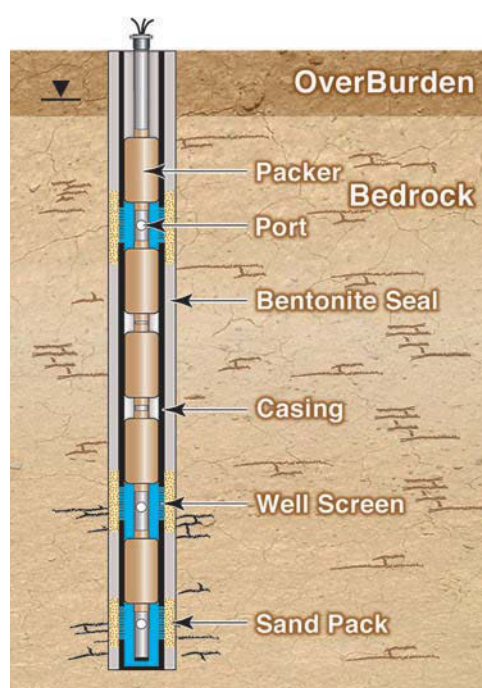 OverBurden
Packer
Bedrock
Port
Bentonite Seal
Casing
Well Screen
Sand Pack